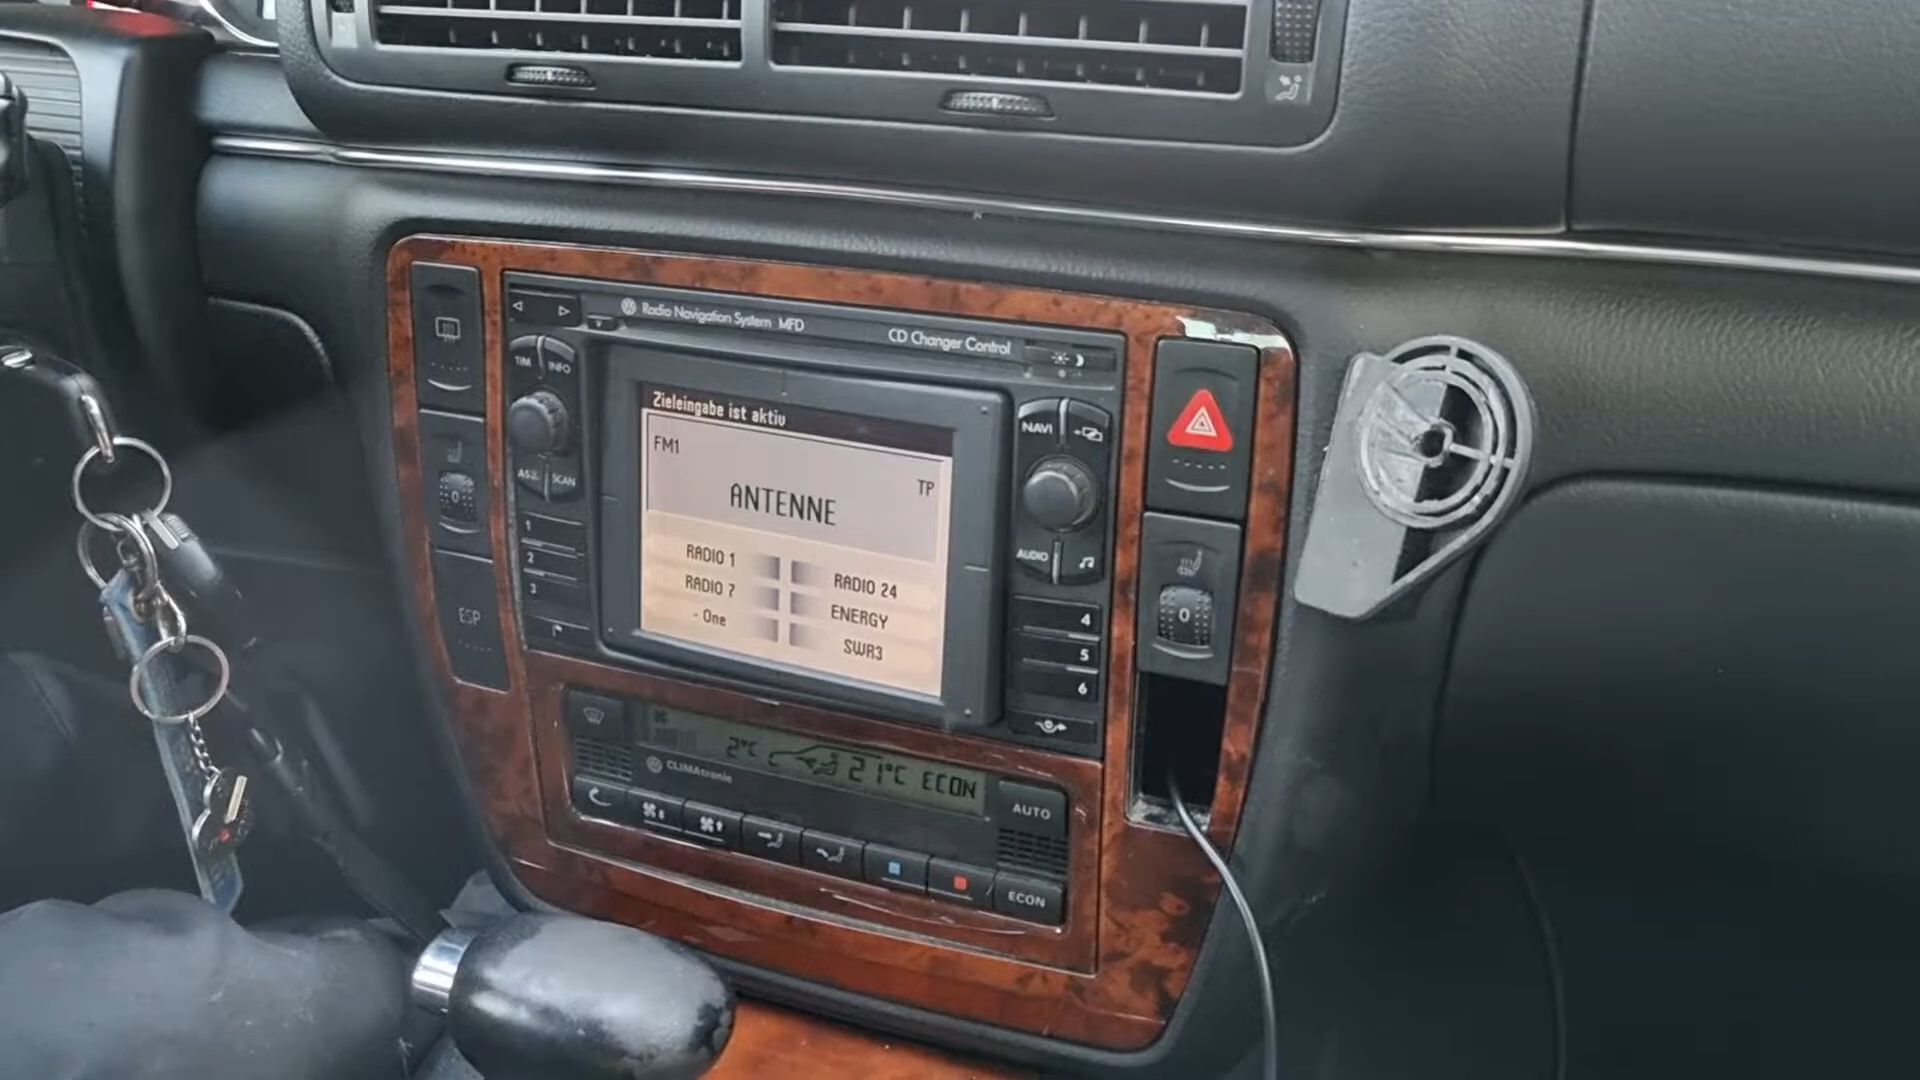 Radio Navigation System MFD
CD Changer Control
TIM
INFO
AS
SCAN
NAVI
AUDIO
Zieleingabe ist aktiv
FM1
TP
ANTENNE
RADIO 1
RADIO 24
RADIO 7
ENERGY
- One
SWR3
1
2
3
4
5
6
0
0
ESP
2°C
21°C ECON
CLIMAtronic
AUTO
ECON